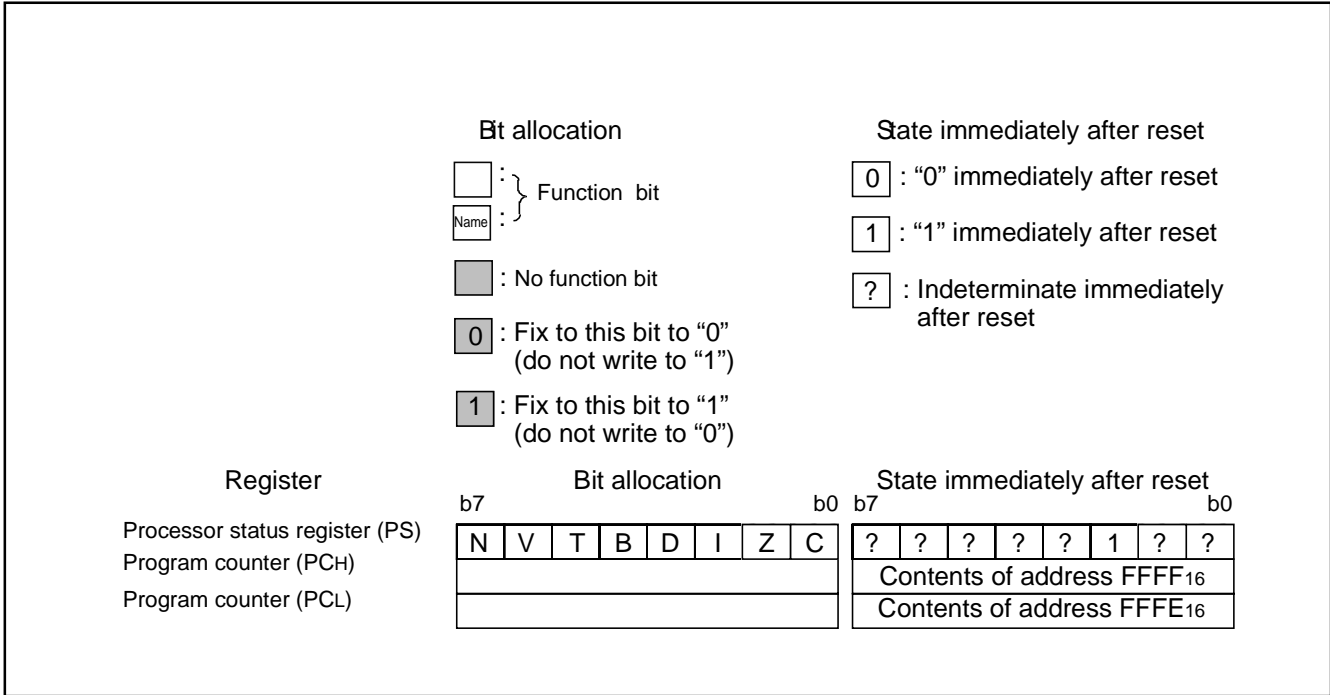 Bit allocation
:
Function bit
Name :
: No function bit
0 : Fix to this bit to “0”
(do not write to “1”)
1 : Fix to this bit to “1”
(do not write to “0”)
State immediately after reset
0 : “0” immediately after reset
1 : “1” immediately after reset
? : Indeterminate immediately
after reset
Register Bit allocation State immediately after reset
b7 b0 b7 b0
Processor status register (PS) N V T B D I Z C ? ? ? ? ? 1 ? ?
Program counter (PCH) Contents of address FFFF16
Program counter (PCL) Contents of address FFFE16